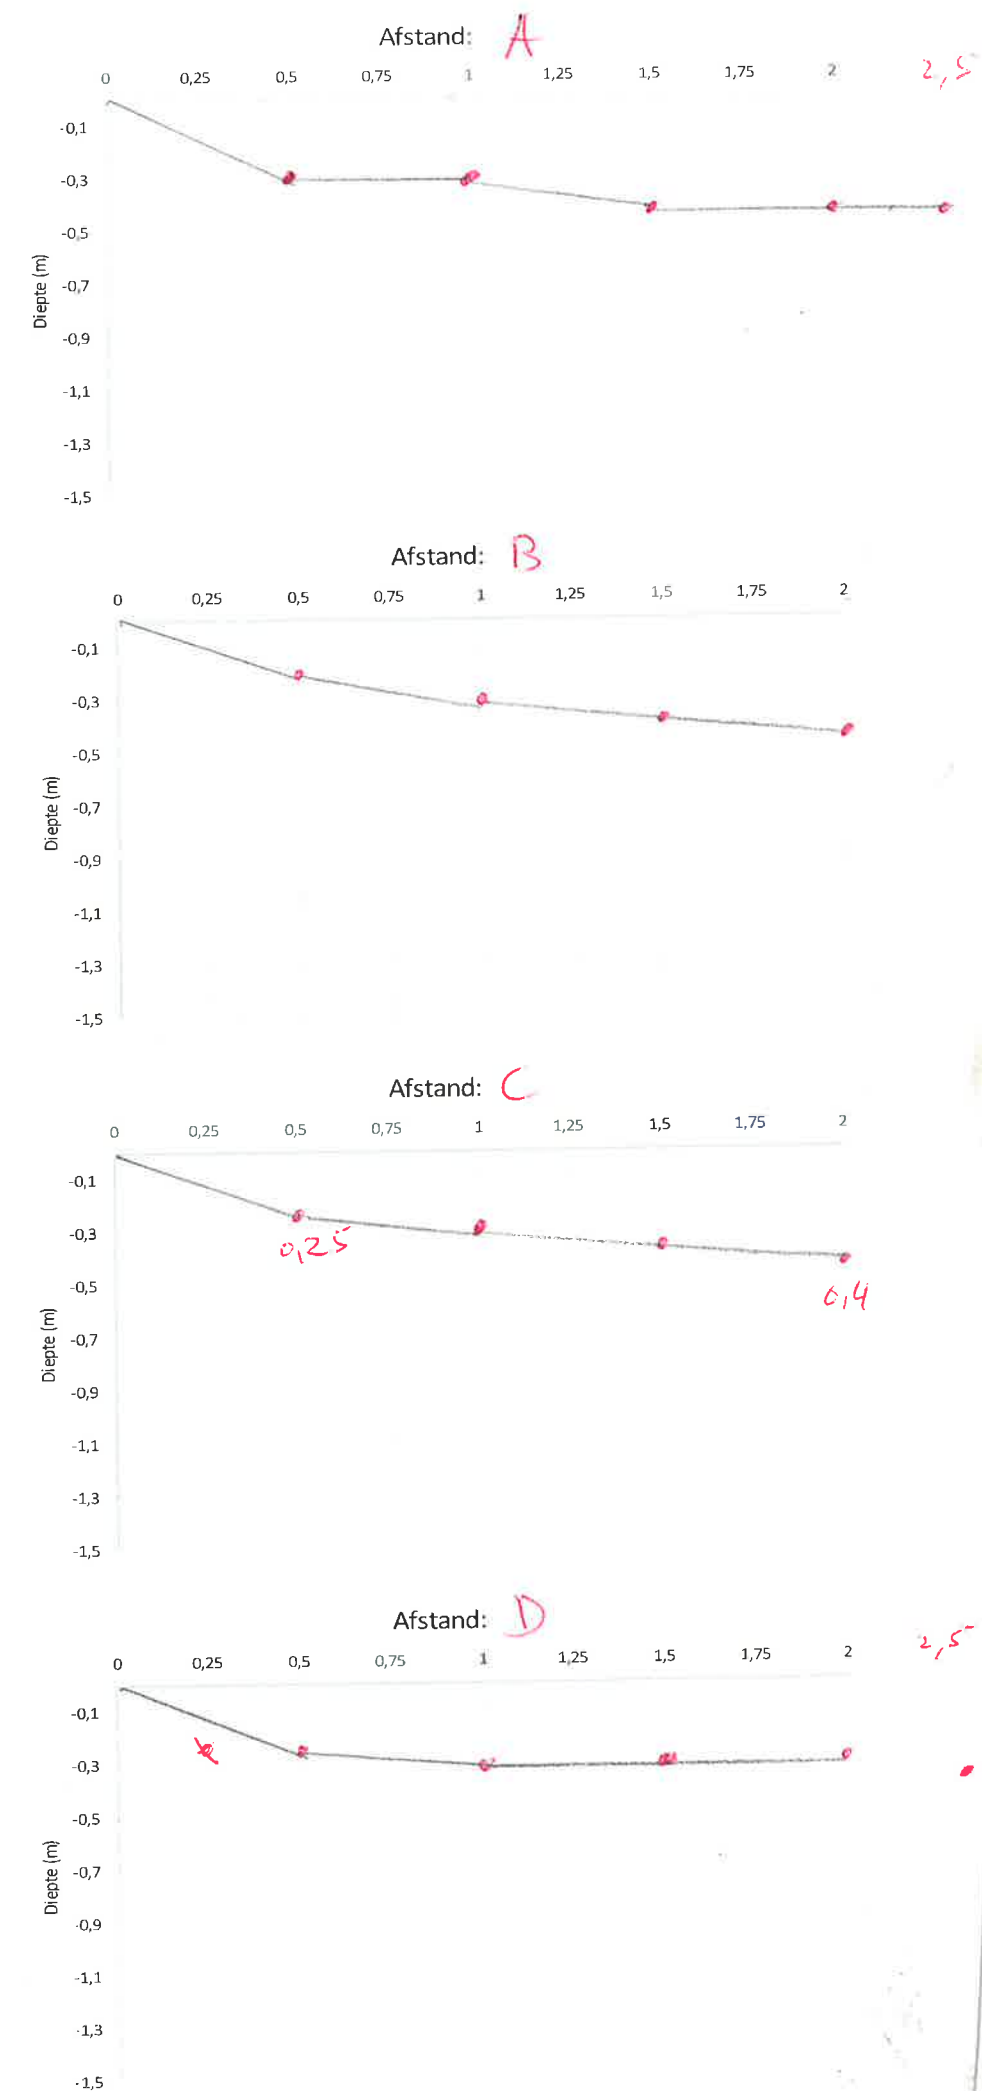 Afstand: A
0 0,25 0,5 0,75 1 1,25 1,5 1,75 2 2,5
-0,1
-0,3
-0,5
-0,7
-0,9
-1,1
-1,3
-1,5
Diepte (m)
Afstand: B
0 0,25 0,5 0,75 1 1,25 1,5 1,75 2
-0,1
-0,3
-0,5
-0,7
-0,9
-1,1
-1,3
-1,5
Diepte (m)
Afstand: C
0 0,25 0,5 0,75 1 1,25 1,5 1,75 2
-0,1
-0,3
-0,5
-0,7
-0,9
-1,1
-1,3
-1,5
Diepte (m)
0,25
0,4
Afstand: D
0 0,25 0,5 0,75 1 1,25 1,5 1,75 2 2,5
-0,1
-0,3
-0,5
-0,7
-0,9
-1,1
-1,3
-1,5
Diepte (m)